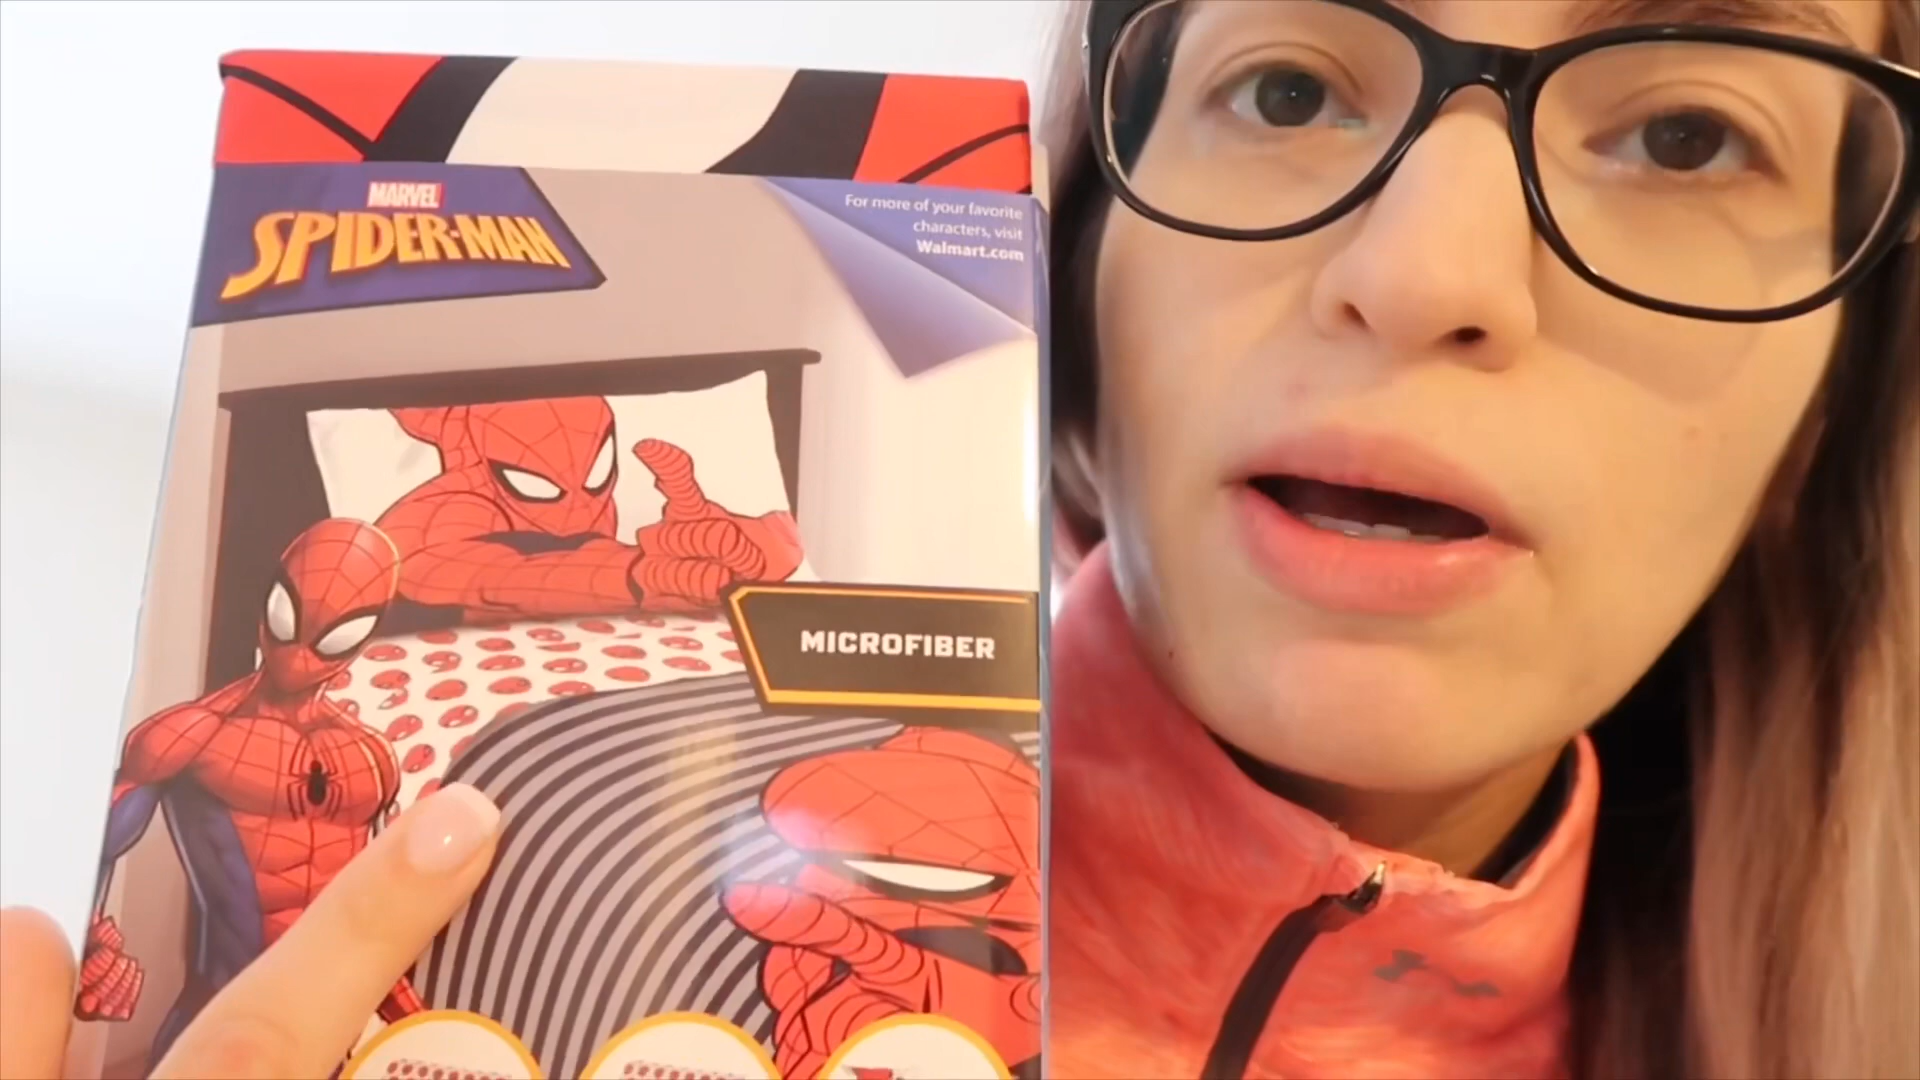 MARVEL
SPIDER-MAN
For more of your favorite
characters, visit
Walmart.com
MICROFIBER